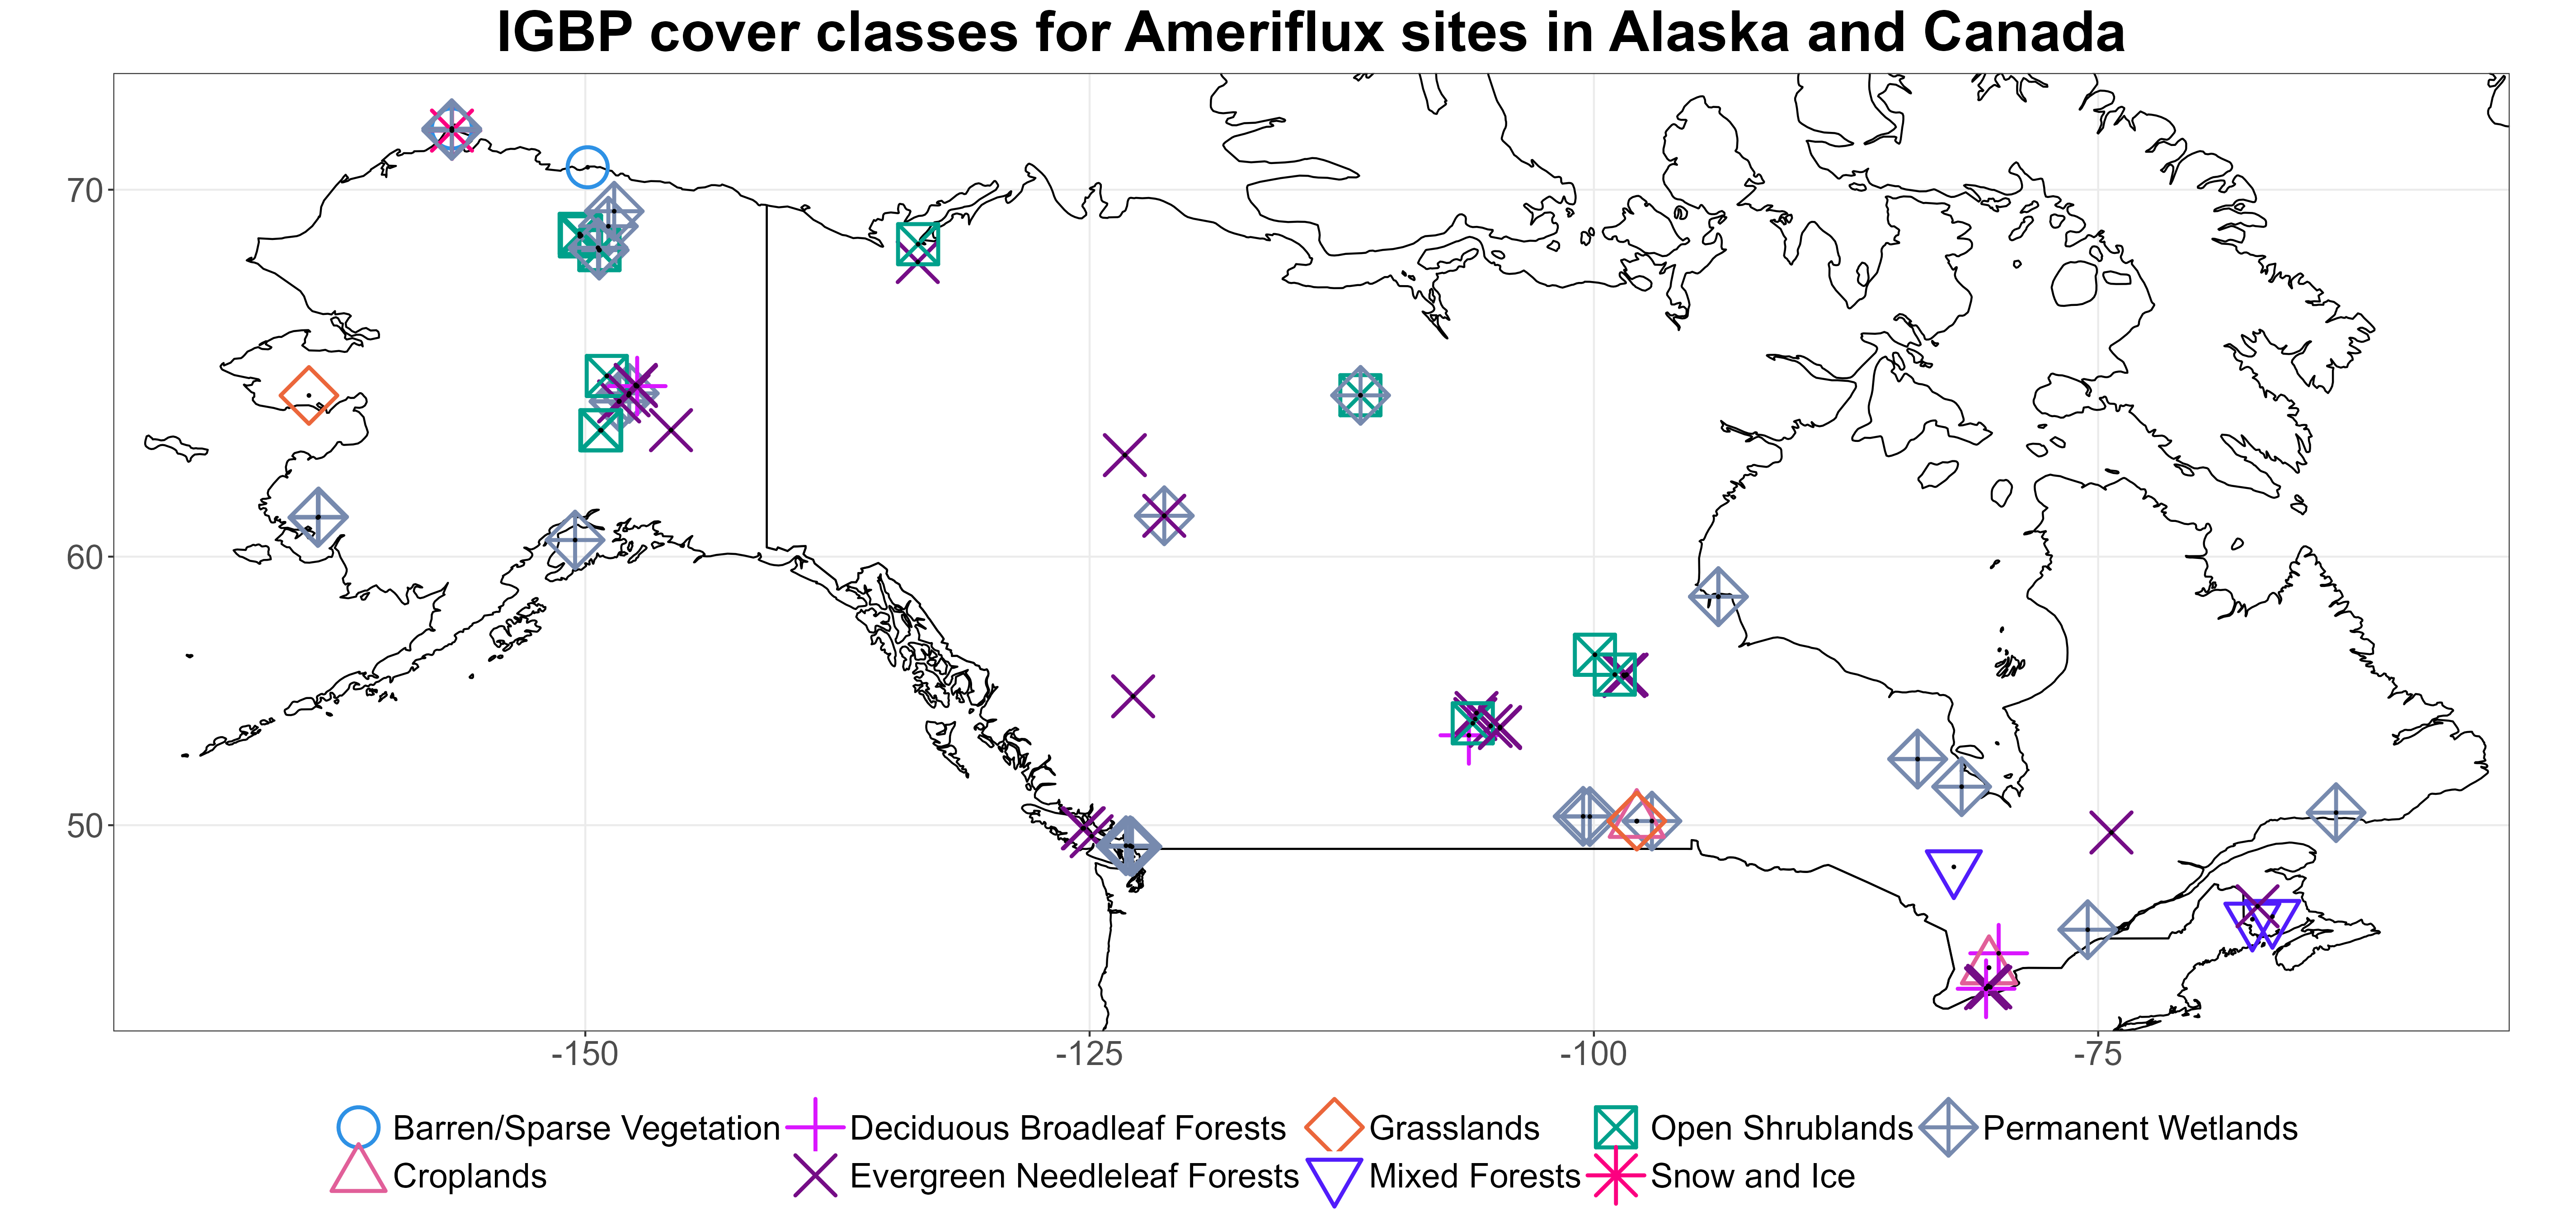 IGBP cover classes for Ameriflux sites in Alaska and Canada
70
60
50
-150 -125 -100 -75
Barren/Sparse Vegetation Deciduous Broadleaf Forests Grasslands Open Shrublands Permanent Wetlands
Croplands Evergreen Needleleaf Forests Mixed Forests Snow and Ice